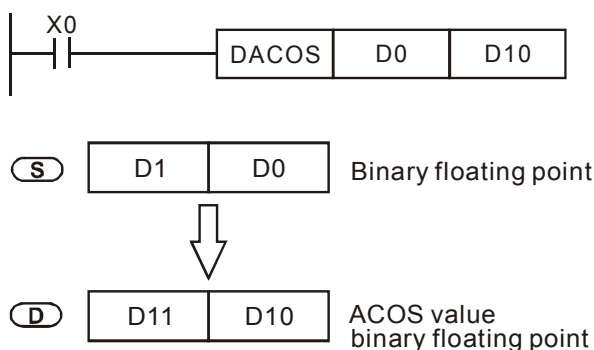 X0
DACOS D0 D10
S D1 D0 Binary floating point
D D11 D10 ACOS value
binary floating point